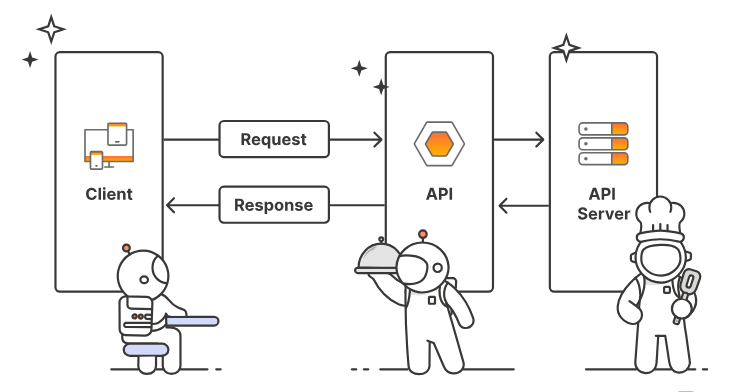 Request
Response
Client
API
API
Server